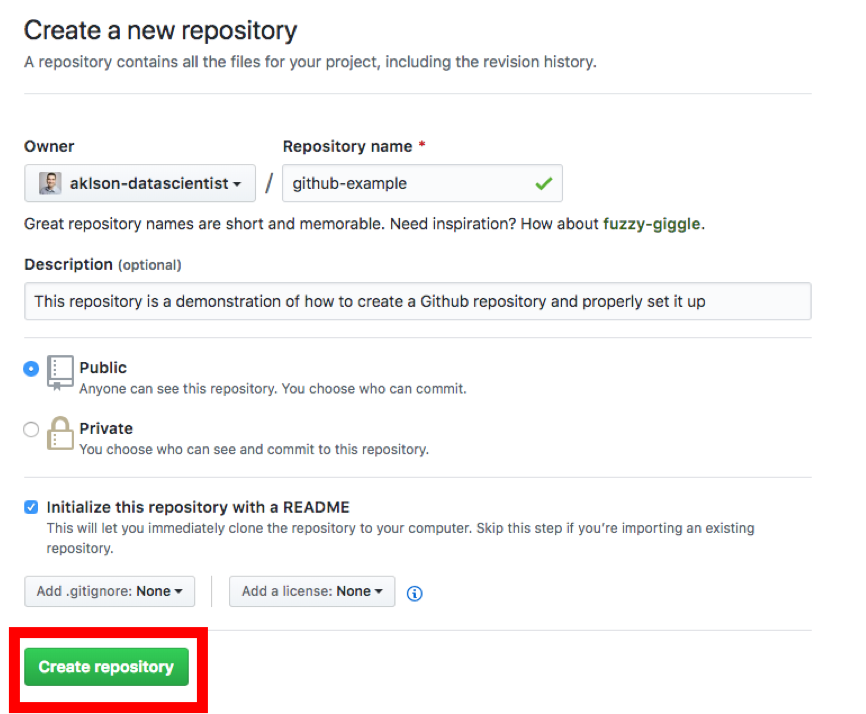 Create a new repository
A repository contains all the files for your project, including the revision history.
Owner
Repository name *
aklson-datascientist
/
github-example
Great repository names are short and memorable. Need inspiration? How about fuzzy-giggle.
Description (optional)
This repository is a demonstration of how to create a Github repository and properly set it up
Public
Anyone can see this repository. You choose who can commit.
Private
You choose who can see and commit to this repository.
Initialize this repository with a README
This will let you immediately clone the repository to your computer. Skip this step if you’re importing an existing
repository.
Add .gitignore: None
Add a license: None
Create repository